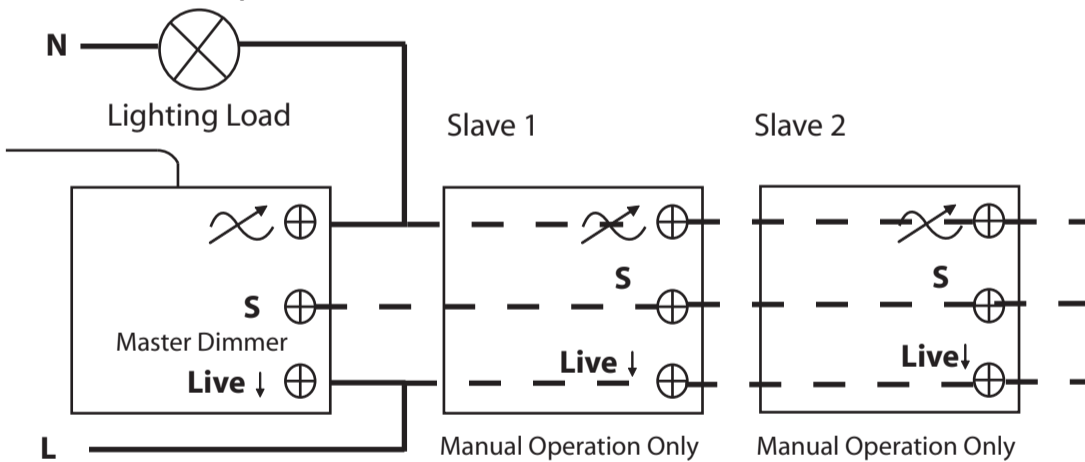 N
Lighting Load
Slave 1
Slave 2
S
Master Dimmer
Live ↓
S
Live ↓
S
Live↓
L
Manual Operation Only
Manual Operation Only